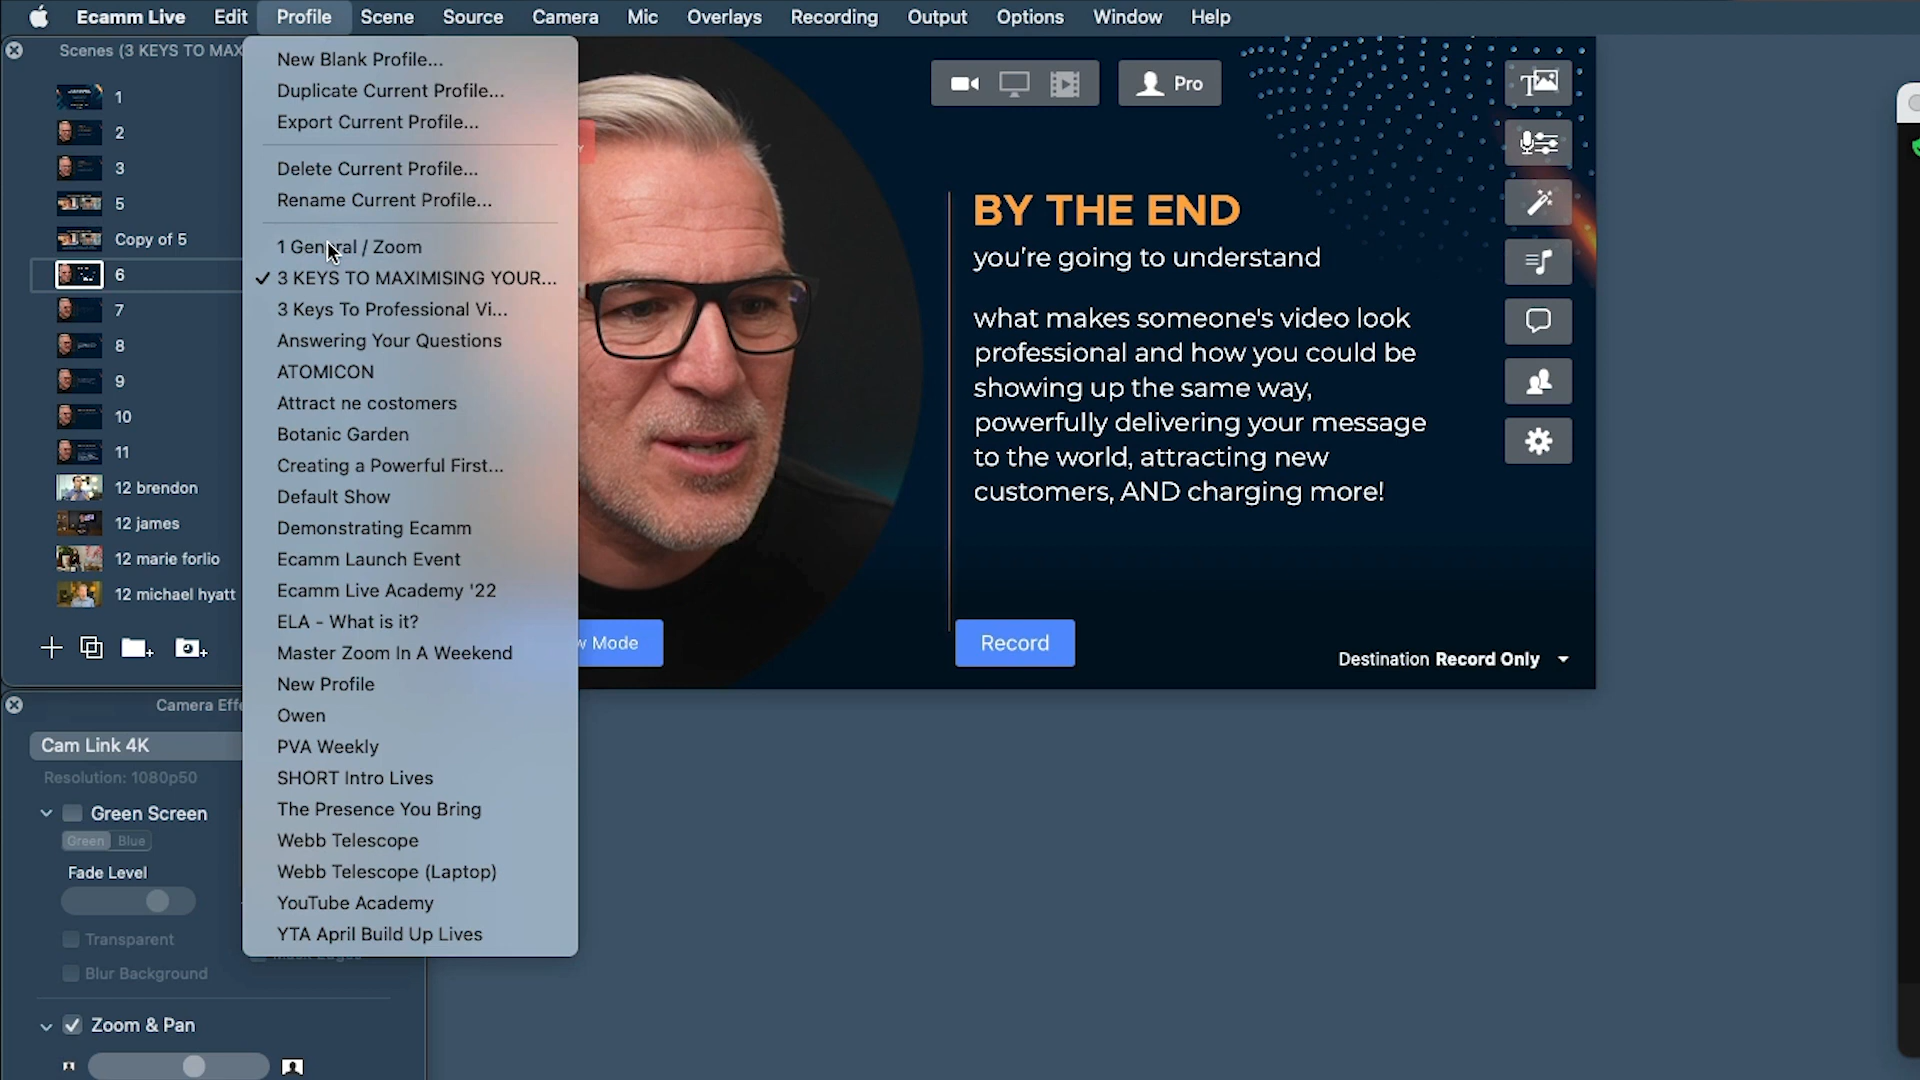 Ecamm Live Edit Profile Scene Source Camera Mic Overlays Recording Output Options Window Help
Scenes (3 KEYS TO MAX
1
2
3
5
Copy of 5
6
7
8
9
10
11
12 brendon
12 james
12 marie forlio
12 michael hyatt
New Blank Profile...
Duplicate Current Profile...
Export Current Profile...
Delete Current Profile...
Rename Current Profile...
1 General / Zoom
3 KEYS TO MAXIMISING YOUR...
3 Keys To Professional Vi...
Answering Your Questions
ATOMICON
Attract ne costomers
Botanic Garden
Creating a Powerful First...
Default Show
Demonstrating Ecamm
Ecamm Launch Event
Ecamm Live Academy '22
ELA - What is it?
Master Zoom In A Weekend
New Profile
Owen
PVA Weekly
SHORT Intro Lives
The Presence You Bring
Webb Telescope
Webb Telescope (Laptop)
YouTube Academy
YTA April Build Up Lives
Pro
BY THE END
you're going to understand
what makes someone's video look
professional and how you could be
showing up the same way,
powerfully delivering your message
to the world, attracting new
customers, AND charging more!
w Mode
Record
Destination Record Only
Camera Effe
Cam Link 4K
Resolution: 1080p50
Green Screen
Green Blue
Fade Level
Transparent
Blur Background
Zoom & Pan